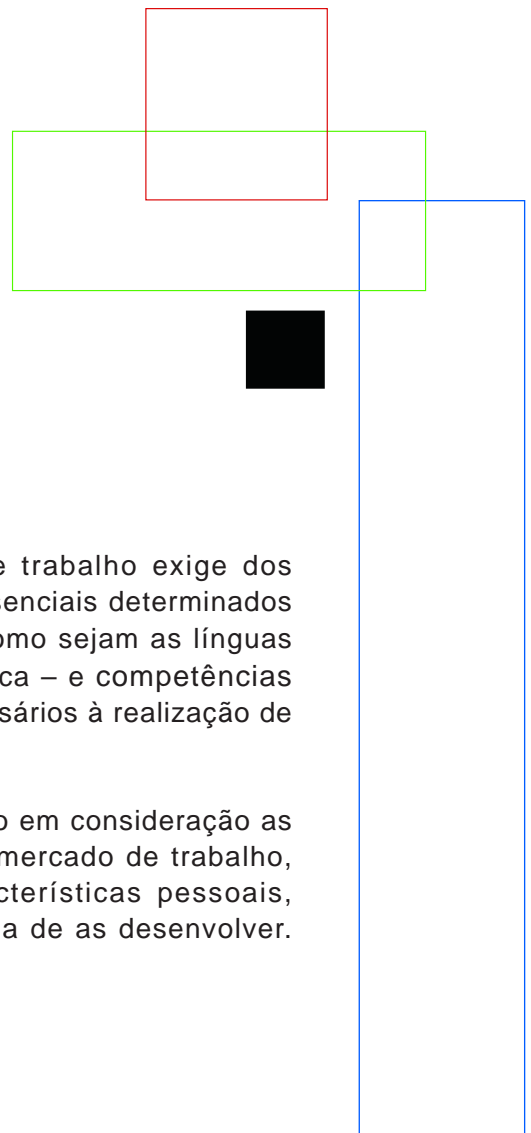 trabalho exige dos
senciais determinados
omo sejam as línguas
ca – e competências
sários à realização de
o em consideração as
mercado de trabalho,
cterísticas pessoais,
a de as desenvolver.